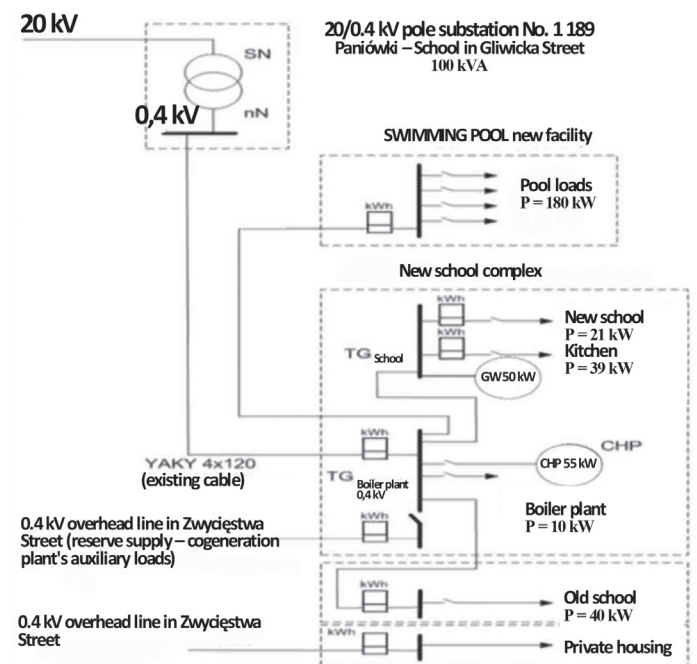 20 kV
SN
nN
0,4 kV
20/0.4 kV pole substation No. 1 189
Paniówki – School in Gliwicka Street
100 kVA
SWIMMING POOL new facility
kWh
Pool loads
P = 180 kW
New school complex
kWh
New school
P = 21 kW
kWh
Kitchen
P = 39 kW
TG School
GW 50 kW
kWh
YAKY 4x120
(existing cable)
TG Boiler plant
0,4 kV
CHP
CHP 55 kW
Boiler plant
P = 10 kW
kWh
0.4 kV overhead line in Zwycięstwa
Street (reserve supply – cogeneration
plant's auxiliary loads)
kWh
Old school
P = 40 kW
0.4 kV overhead line in Zwycięstwa
Street
kWh
Private housing